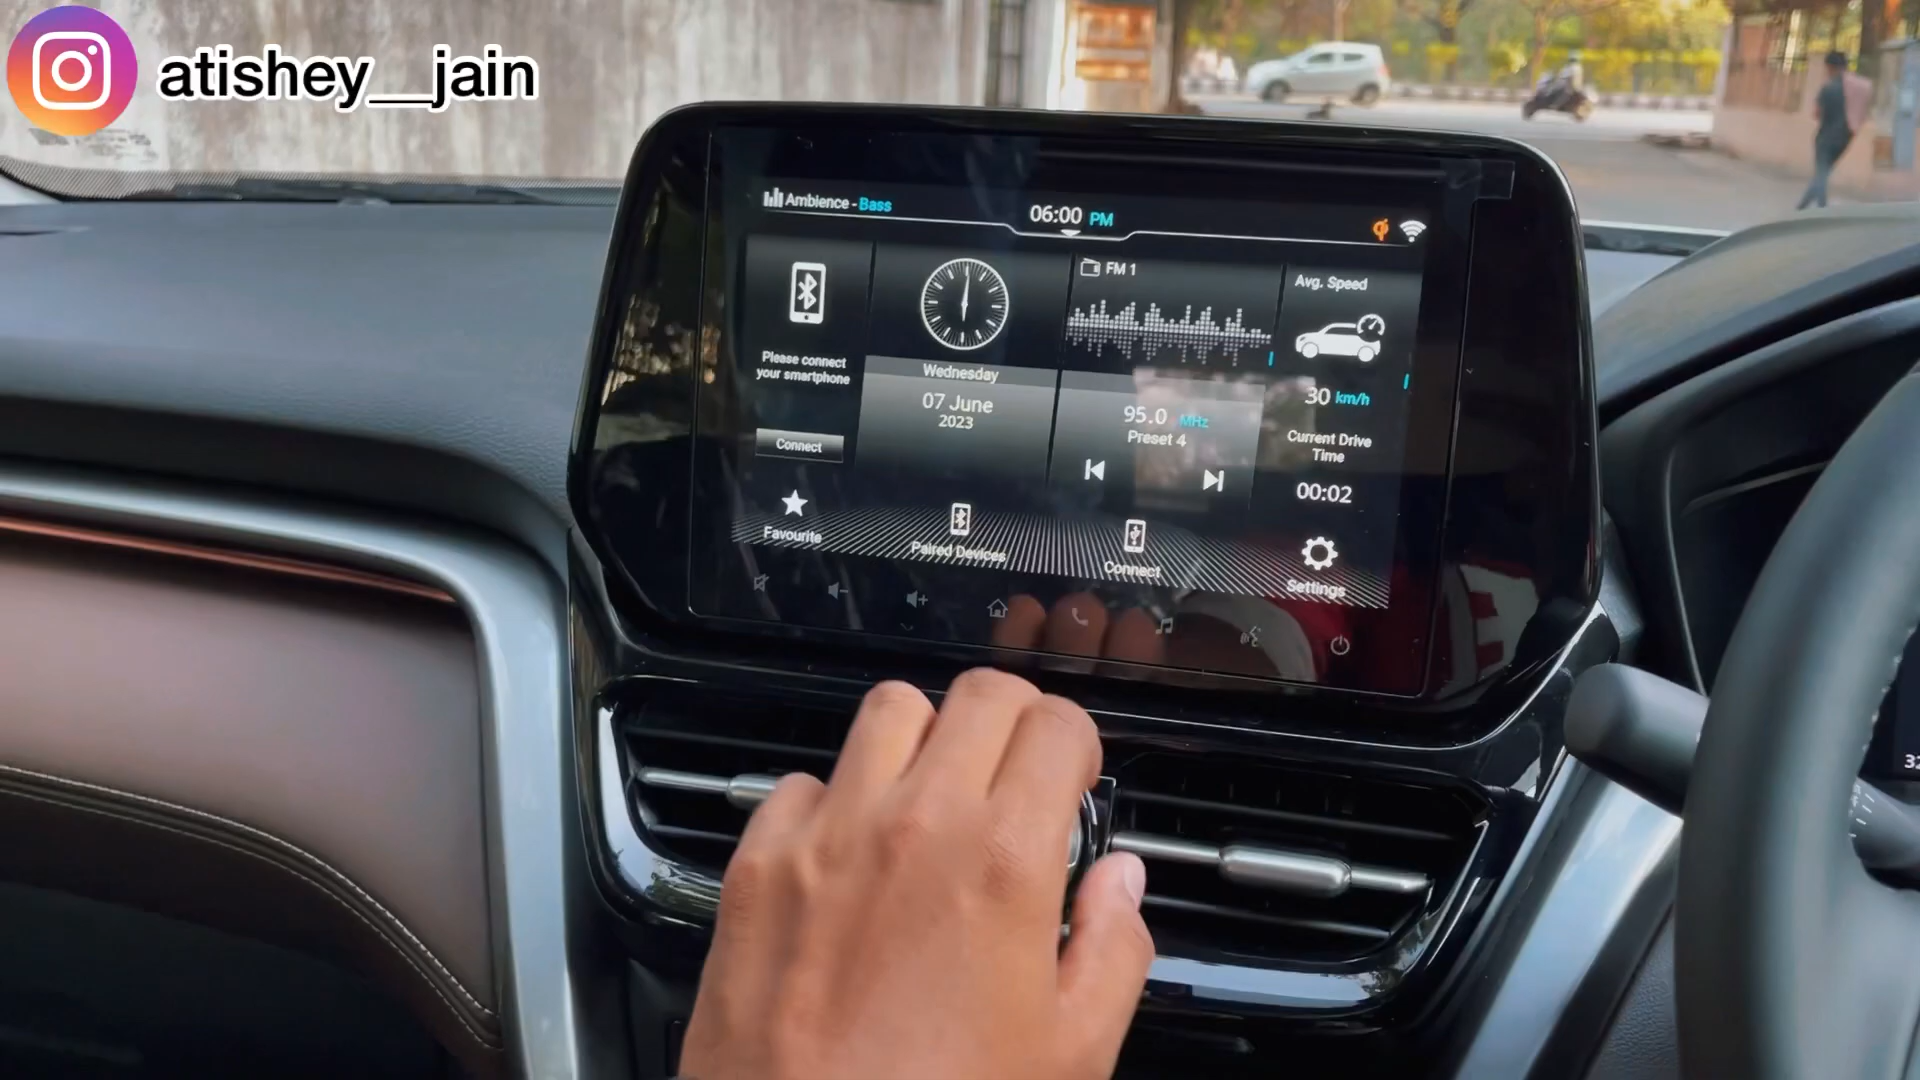 atishey__jain
Ambience - Bass
06:00 PM
Please connect
your smartphone
Connect
Wednesday
07 June
2023
FM 1
95.0 MHz
Preset 4
Avg. Speed
30 km/h
Current Drive
Time
00:02
Favourite
Paired Devices
Connect
Settings
32